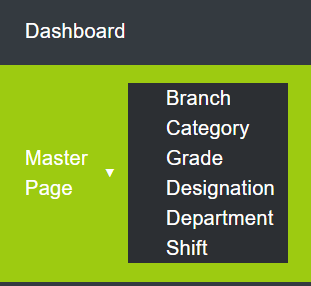 Dashboard
Master
Page
▼
Branch
Category
Grade
Designation
Department
Shift